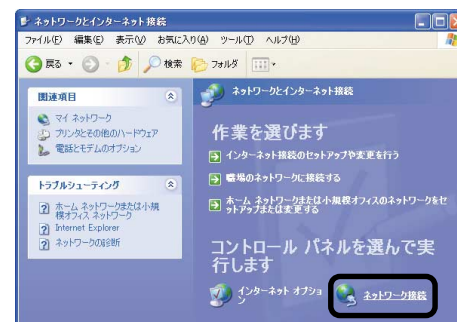 ネットワークとインターネット接続
ファイル(F) 編集(E) 表示(V) お気に入り(A) ツール(T) ヘルプ(H)
戻る 検索 フォルダ
関連項目
マイ ネットワーク
プリンタとその他のハードウェア
電話とモデムのオプション
トラブルシューティング
ホーム ネットワークまたは小規
模オフィス ネットワーク
Internet Explorer
ネットワークの診断
ネットワークとインターネット接続
作業を選びます
インターネット接続のセットアップや変更を行う
職場のネットワークに接続する
ホーム ネットワークまたは小規模オフィスのネットワークをセ
ットアップまたは変更する
コントロール パネルを選んで実
行します
インターネット オプショ
ン
ネットワーク接続